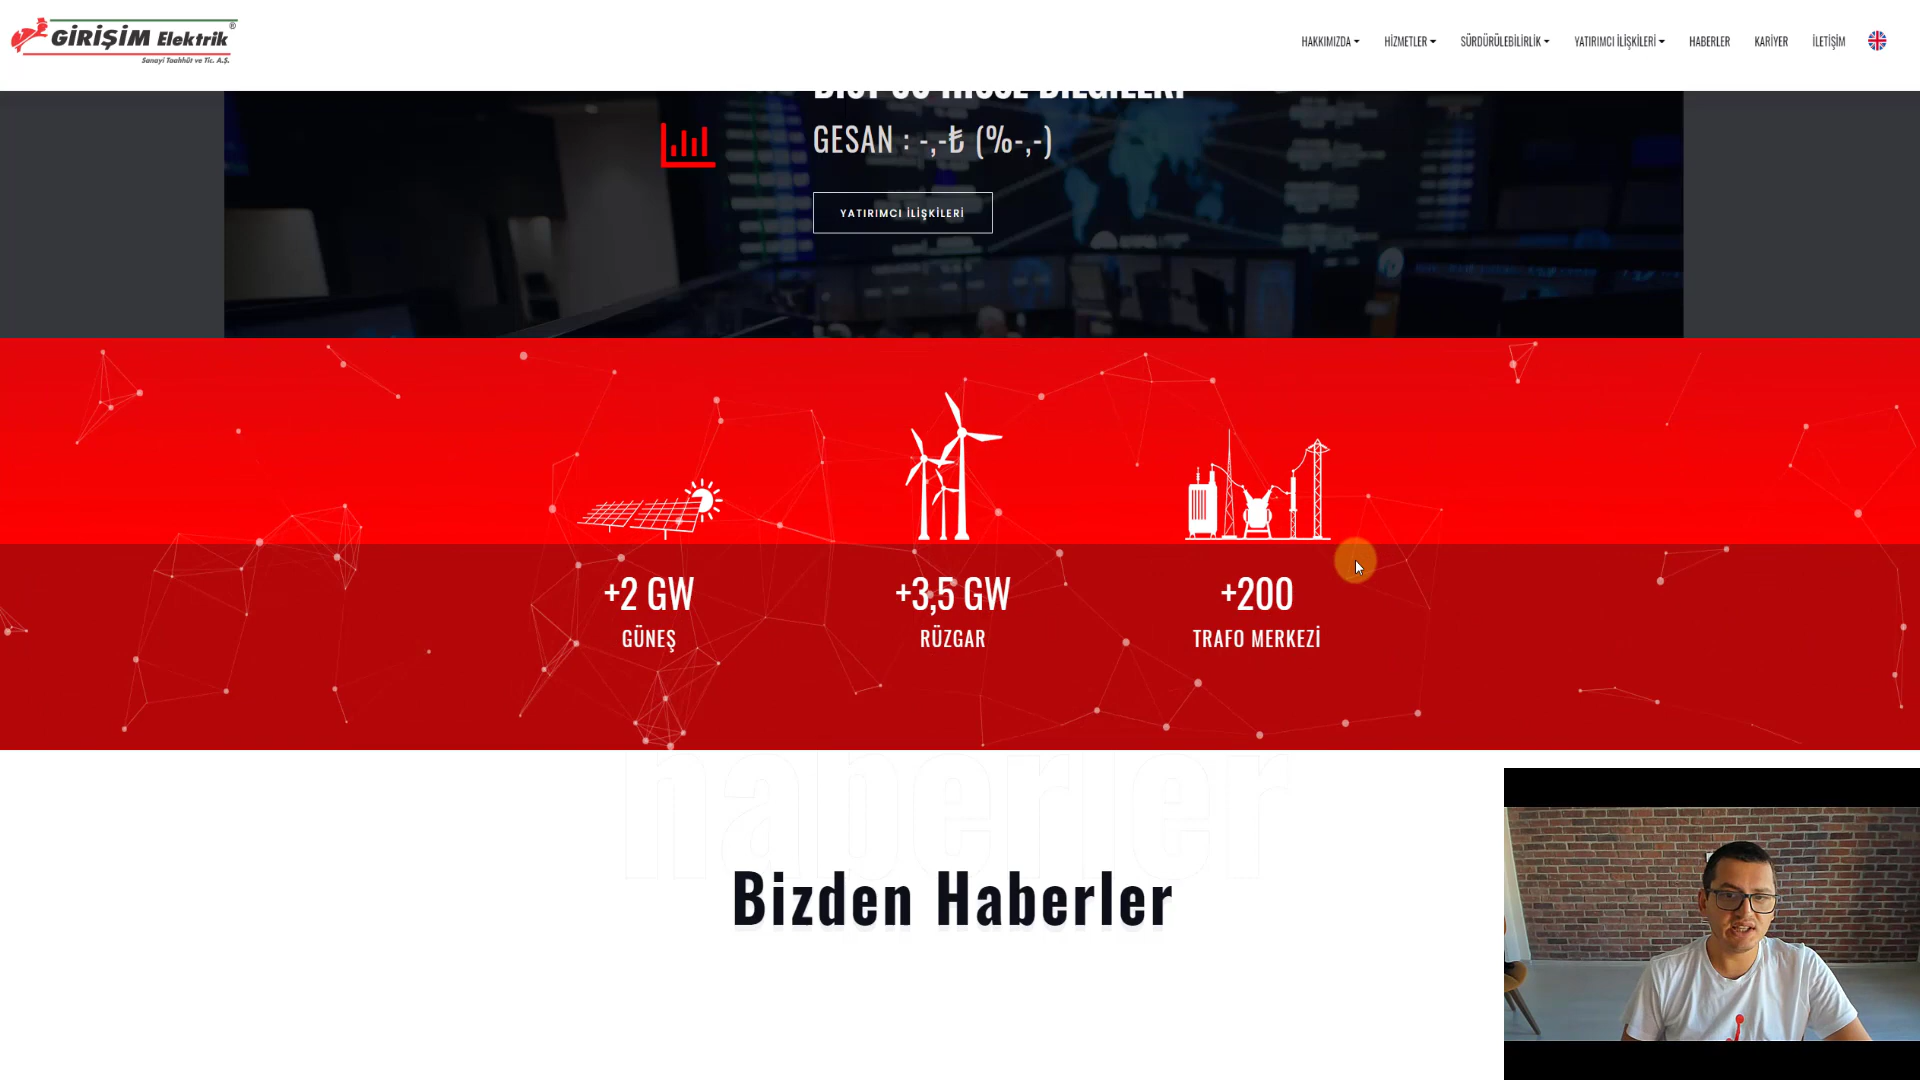 GİRİŞİM Elektrik ®
Sanayi Taahhüt ve Tic. A.Ş.
HAKKIMIZDA
HİZMETLER
SÜRDÜRÜLEBİLİRLİK
YATIRIMCI İLİŞKİLERİ
HABERLER
KARİYER
İLETİŞİM
GESAN : -,-₺ (%-,-)
YATIRIMCI İLİŞKİLERİ
+2 GW
+3,5 GW
+200
GÜNEŞ
RÜZGAR
TRAFO MERKEZİ
haberler
Bizden Haberler